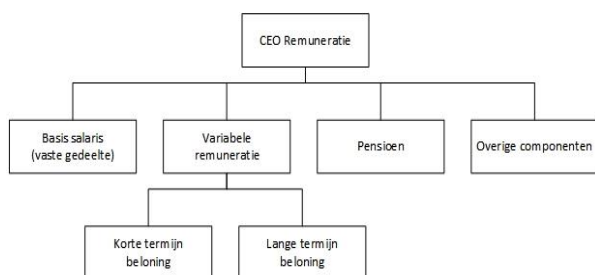 CEO Remuneratie
Basis salaris
(vaste gedeelte)
Variabele
remuneratie
Pensioen
Overige componenten
Korte termijn
beloning
Lange termijn
beloning